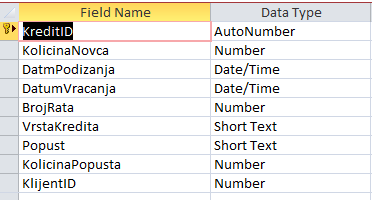 Field Name Data Type
KreditID AutoNumber
KolicinaNovca Number
DatmPodizanja Date/Time
DatumVracanja Date/Time
BrojRata Number
VrstaKredita Short Text
Popust Short Text
KolicinaPopusta Number
KlijentID Number